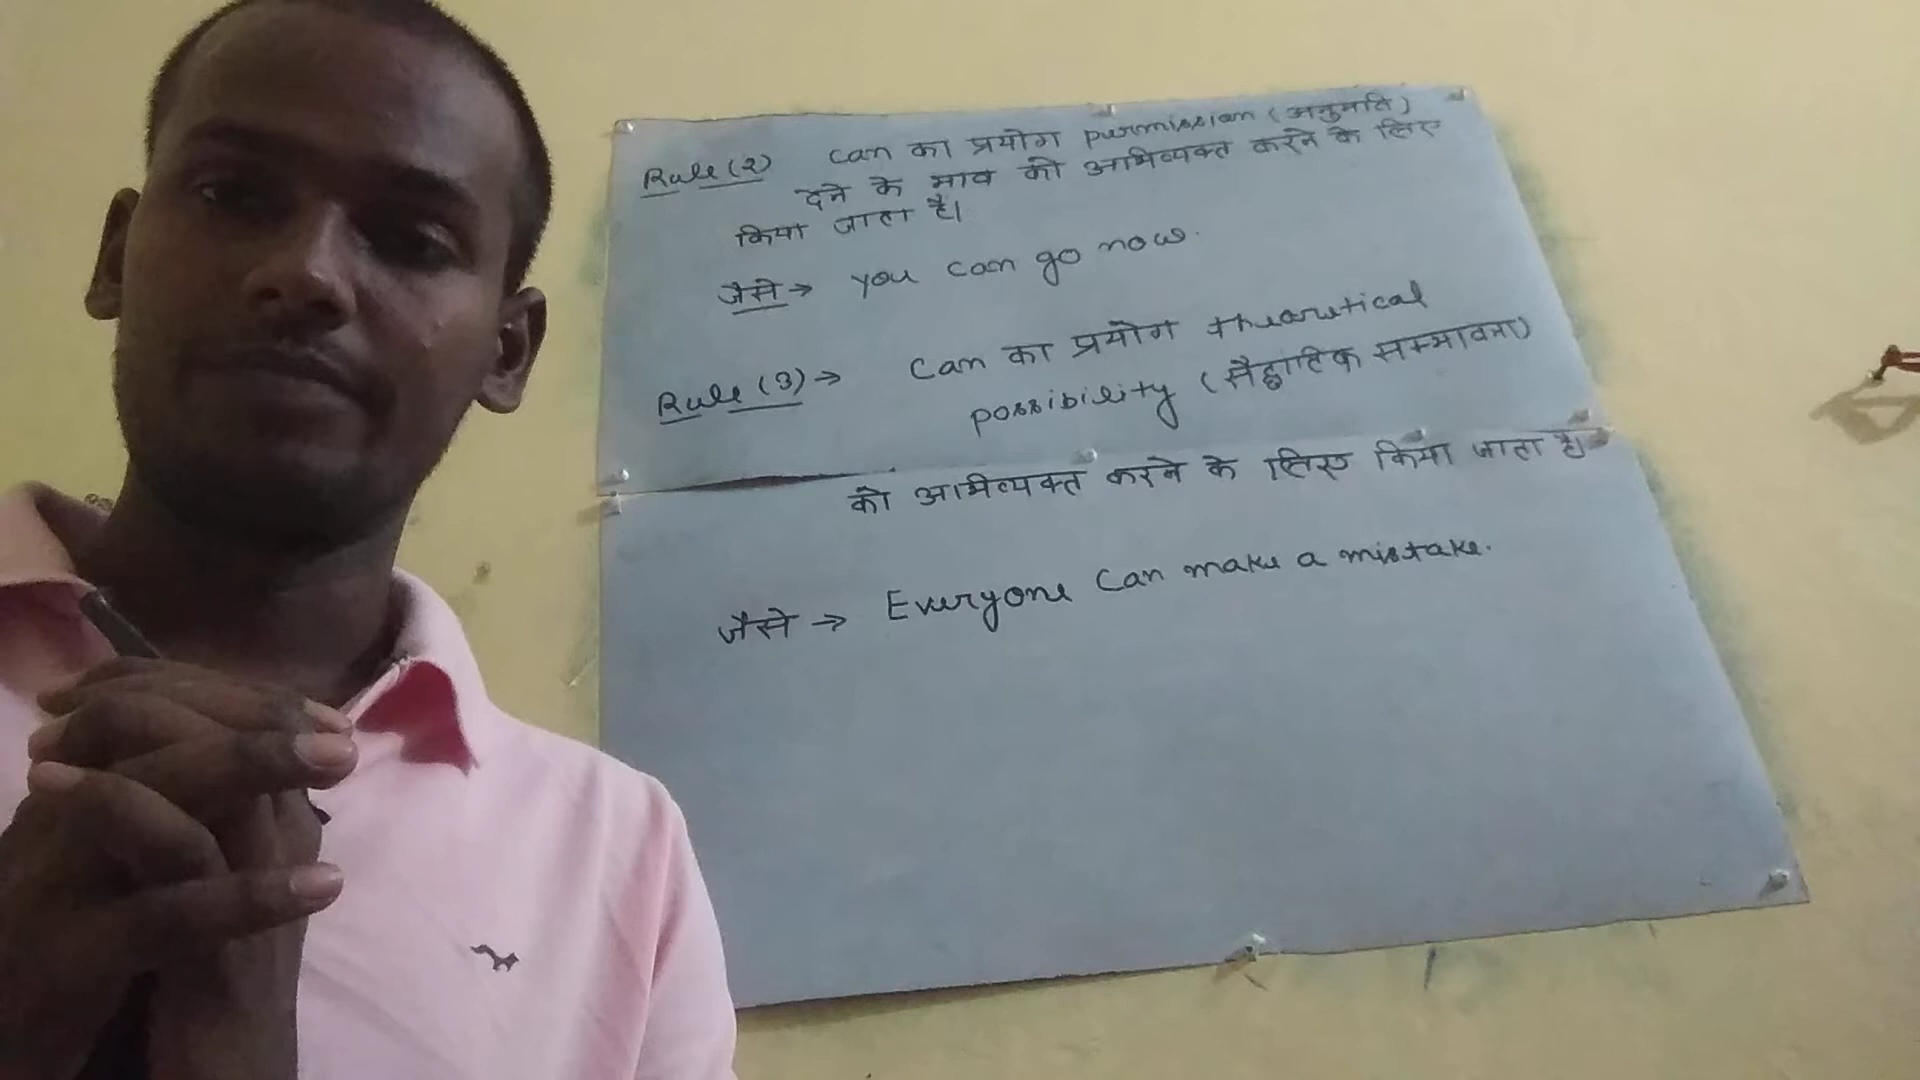 Rule (2) Can का प्रयोग permission (अनुमति)
देने के भाव को अभिव्यक्त करने के लिए
किया जाता है।
जैसे → you can go now.
Rule (3) → Can का प्रयोग theoretical
possibility (सैद्धांतिक सम्भावना)
को अभिव्यक्त करने के लिए किया जाता है।
जैसे → Everyone Can make a mistake.